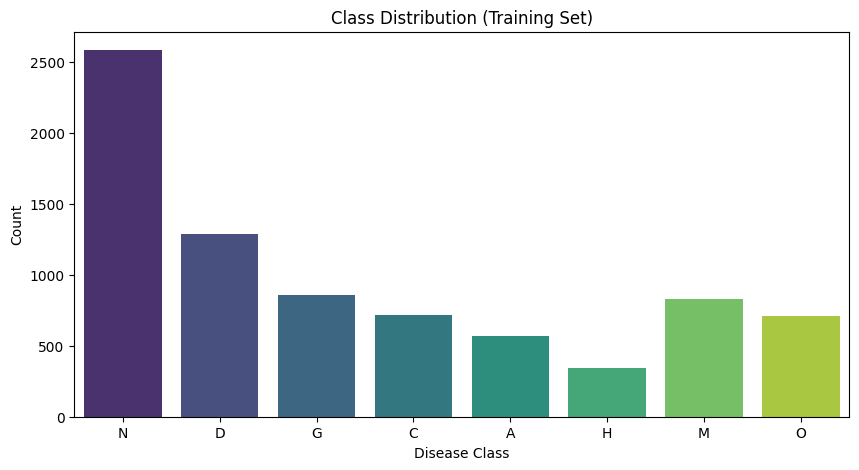 Class Distribution (Training Set)
Count
2500
2000
1500
1000
500
0
N D G C A H M O
Disease Class